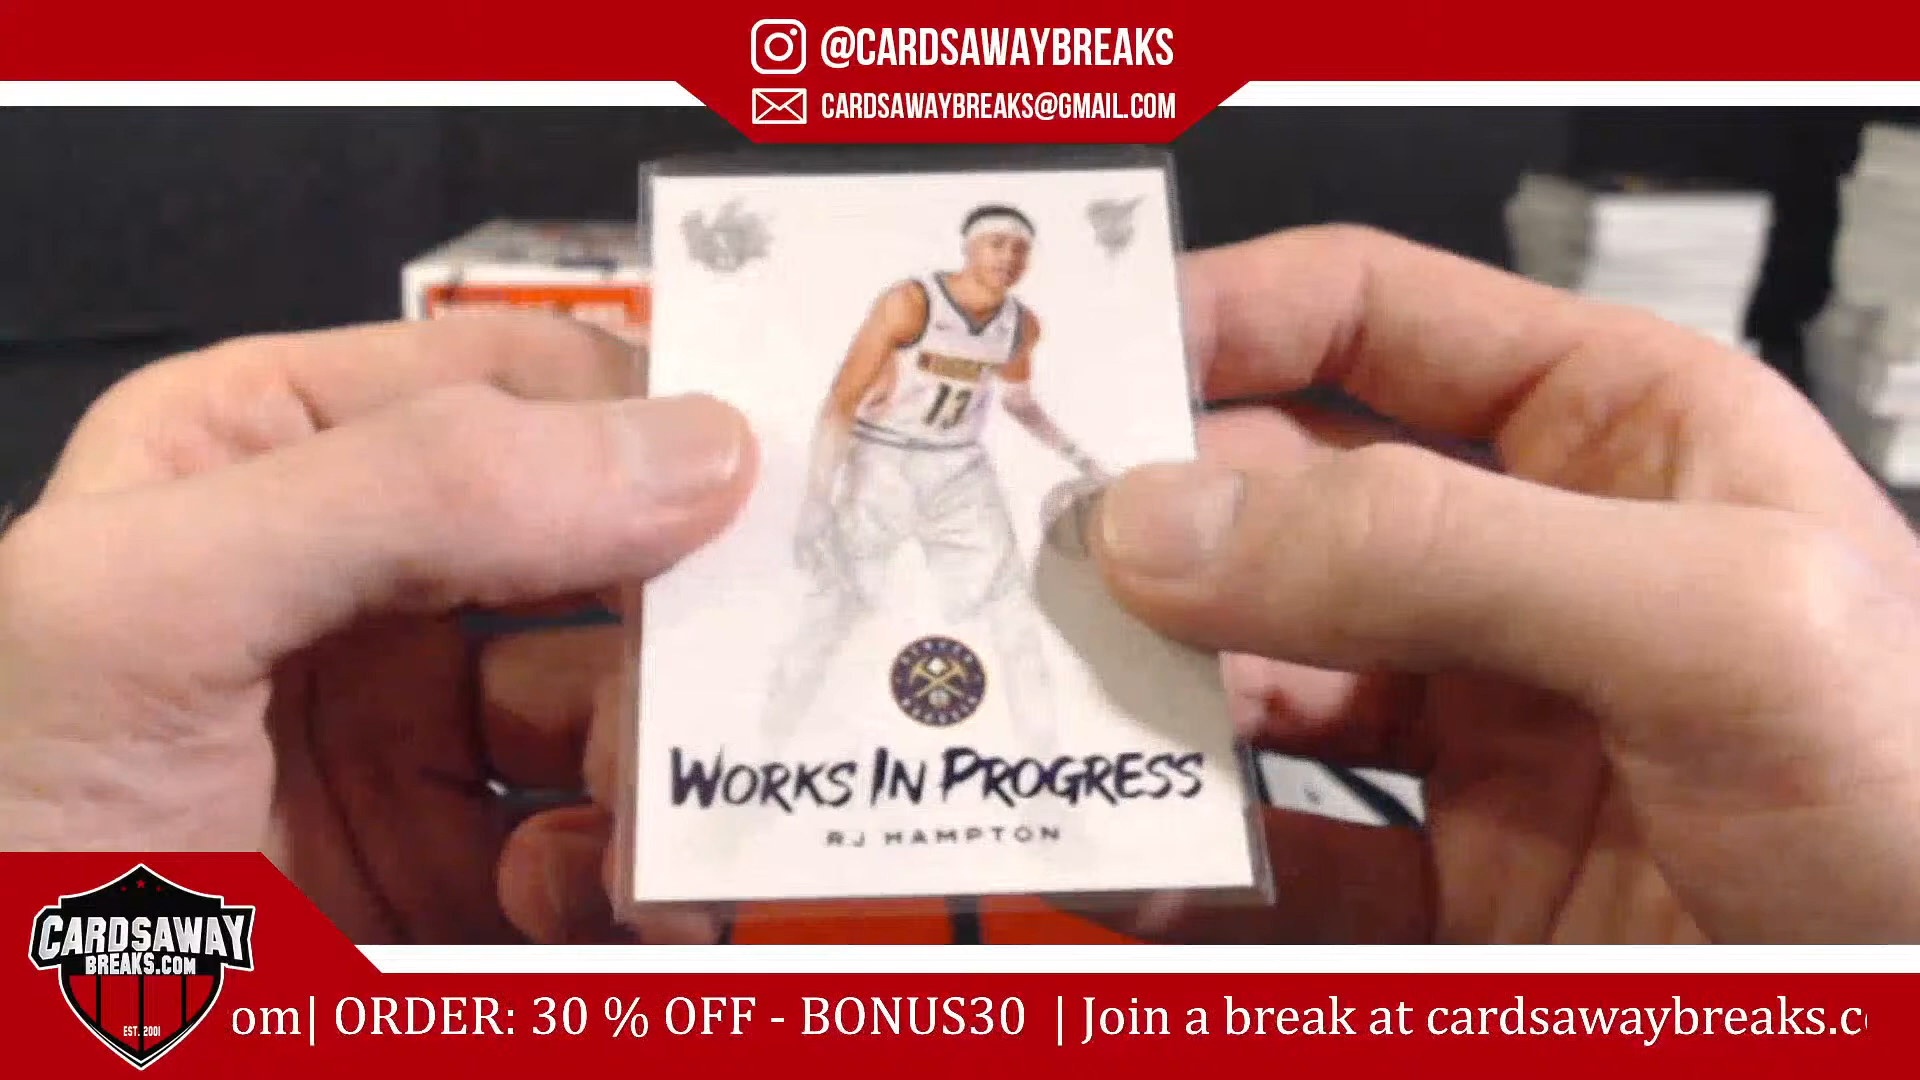 @CARDSAWAYBREAKS
CARDSAWAYBREAKS@GMAIL.COM
13
WORKS IN PROGRESS
RJ HAMPTON
CARDSAWAY
BREAKS.COM
EST. 2001
om| ORDER: 30 % OFF - BONUS30 | Join a break at cardsawaybreaks.c